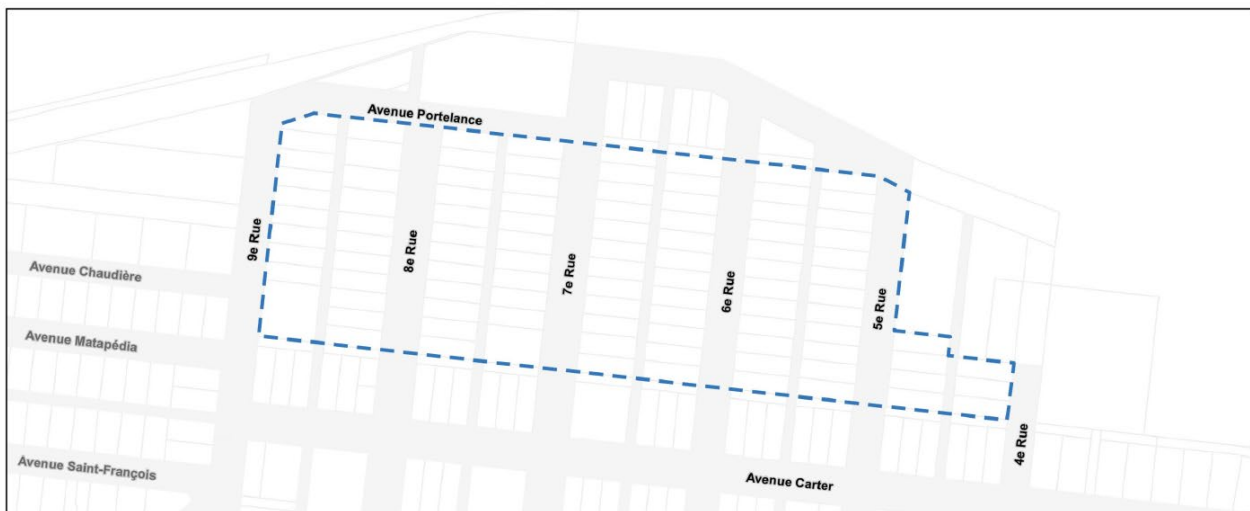 Avenue Portelance
9e Rue
8e Rue
7e Rue
6e Rue
5e Rue
4e Rue
Avenue Chaudière
Avenue Matapédia
Avenue Saint-François
Avenue Carter